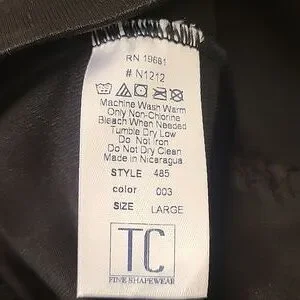 RN 19681
# N1212
Machine Wash Warm
Only Non-Chlorine
Bleach When Needed
Tumble Dry Low
Do Not Iron
Do Not Dry Clean
Made in Nicaragua
STYLE 485
color 003
SIZE LARGE
TC
FINE SHAPEWEAR